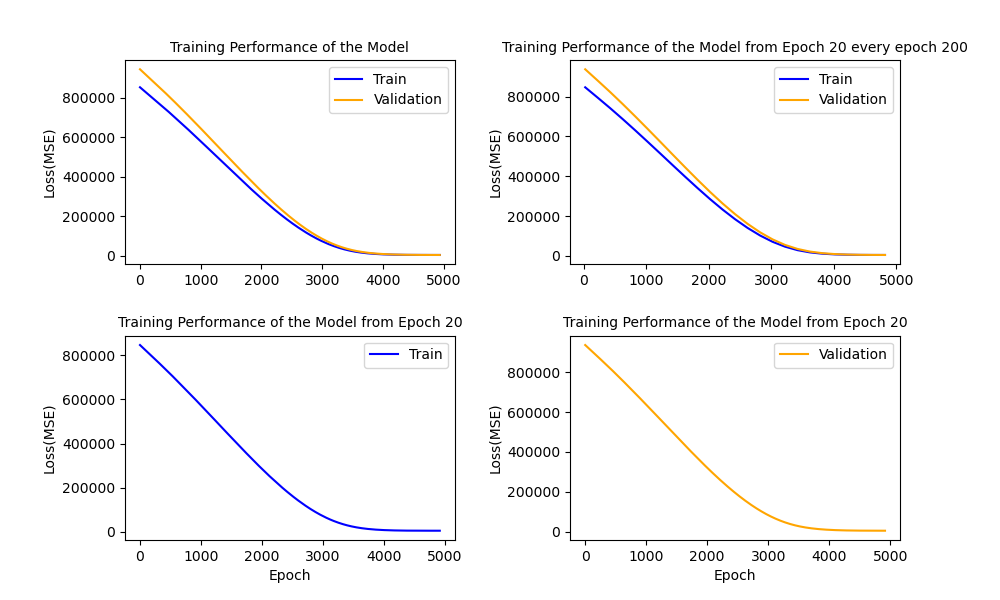 Training Performance of the Model
Loss(MSE)
800000
600000
400000
200000
0
0 1000 2000 3000 4000 5000
Train
Validation
Training Performance of the Model from Epoch 20 every epoch 200
Loss(MSE)
800000
600000
400000
200000
0
0 1000 2000 3000 4000 5000
Train
Validation
Training Performance of the Model from Epoch 20
Loss(MSE)
800000
600000
400000
200000
0
0 1000 2000 3000 4000 5000
Epoch
Train
Training Performance of the Model from Epoch 20
Loss(MSE)
800000
600000
400000
200000
0
0 1000 2000 3000 4000 5000
Epoch
Validation